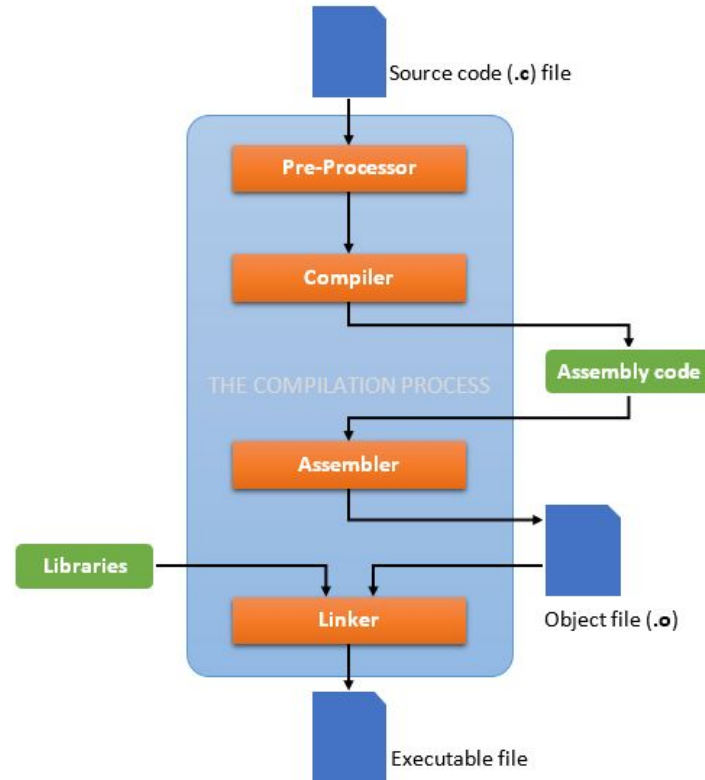 Source code (.c) file
Pre-Processor
Compiler
Assembly code
THE COMPILATION PROCESS
Assembler
Libraries
Linker
Object file (.o)
Executable file